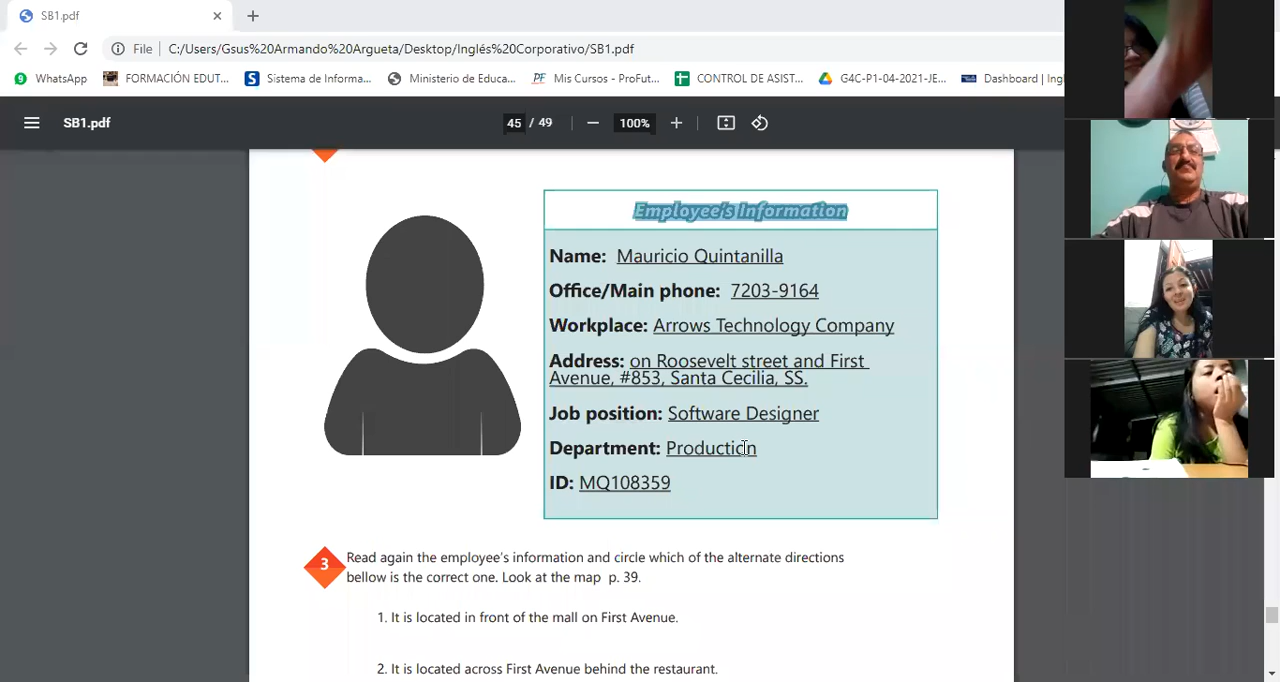 SB1.pdf
File C:/Users/Gsus%20Armando%20Argueta/Desktop/Inglés%20Corporativo/SB1.pdf
WhatsApp FORMACIÓN EDUT... Sistema de Informa... Ministerio de Educa... Mis Cursos - ProFut... CONTROL DE ASIST... G4C-P1-04-2021-JE... Dashboard | Ingl
SB1.pdf 45 / 49 100%
Employee's Information
Name: Mauricio Quintanilla
Office/Main phone: 7203-9164
Workplace: Arrows Technology Company
Address: on Roosevelt street and First
Avenue, #853, Santa Cecilia, SS.
Job position: Software Designer
Department: Production
ID: MQ108359
3 Read again the employee's information and circle which of the alternate directions
bellow is the correct one. Look at the map p. 39.
1. It is located in front of the mall on First Avenue.
2. It is located across First Avenue behind the restaurant.